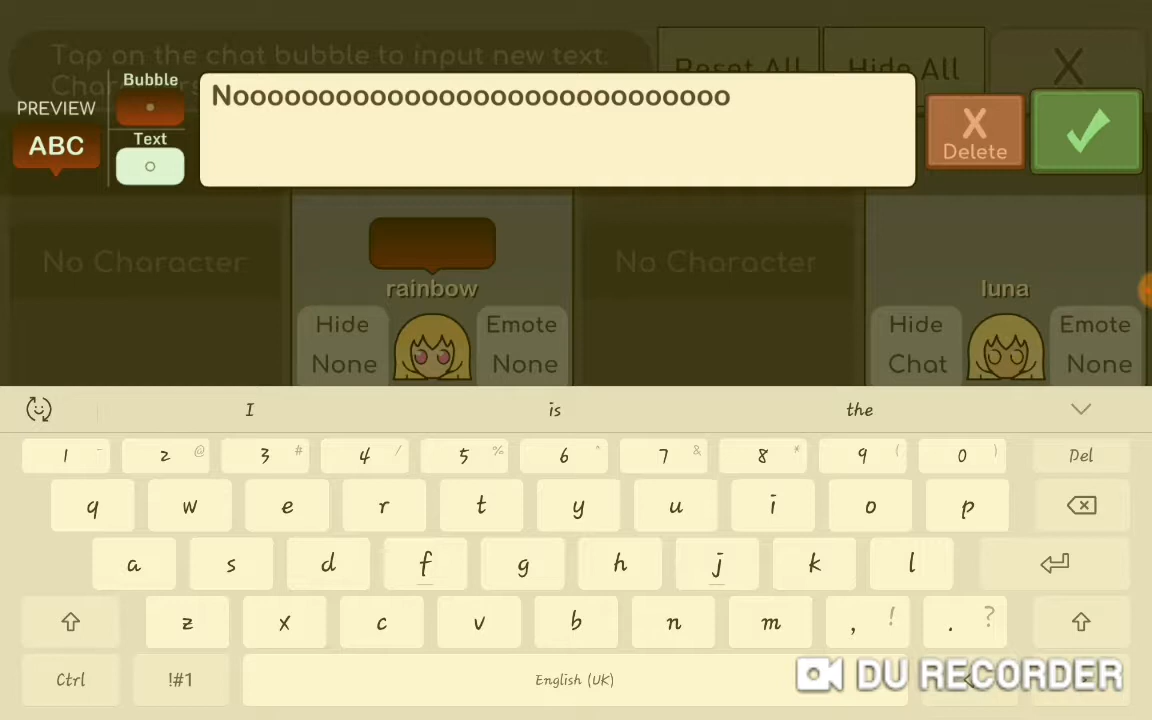 Tap on the chat bubble to input new text.
Reset All
Hide All
X
Bubble
PREVIEW
ABC
Text
Noooooooooooooooooooooooooooooooooo
X
Delete
No Character
rainbow
Hide
None
Emote
None
No Character
luna
Hide
Chat
Emote
None
I is the
1 - 2 @ 3 # 4 / 5 % 6 ^ 7 & 8 * 9 ( 0 ) Del
q w e r t y u i o p
a s d f g h j k l
z x c v b n m , ! . ?
Ctrl !#1 English (UK)
DU RECORDER